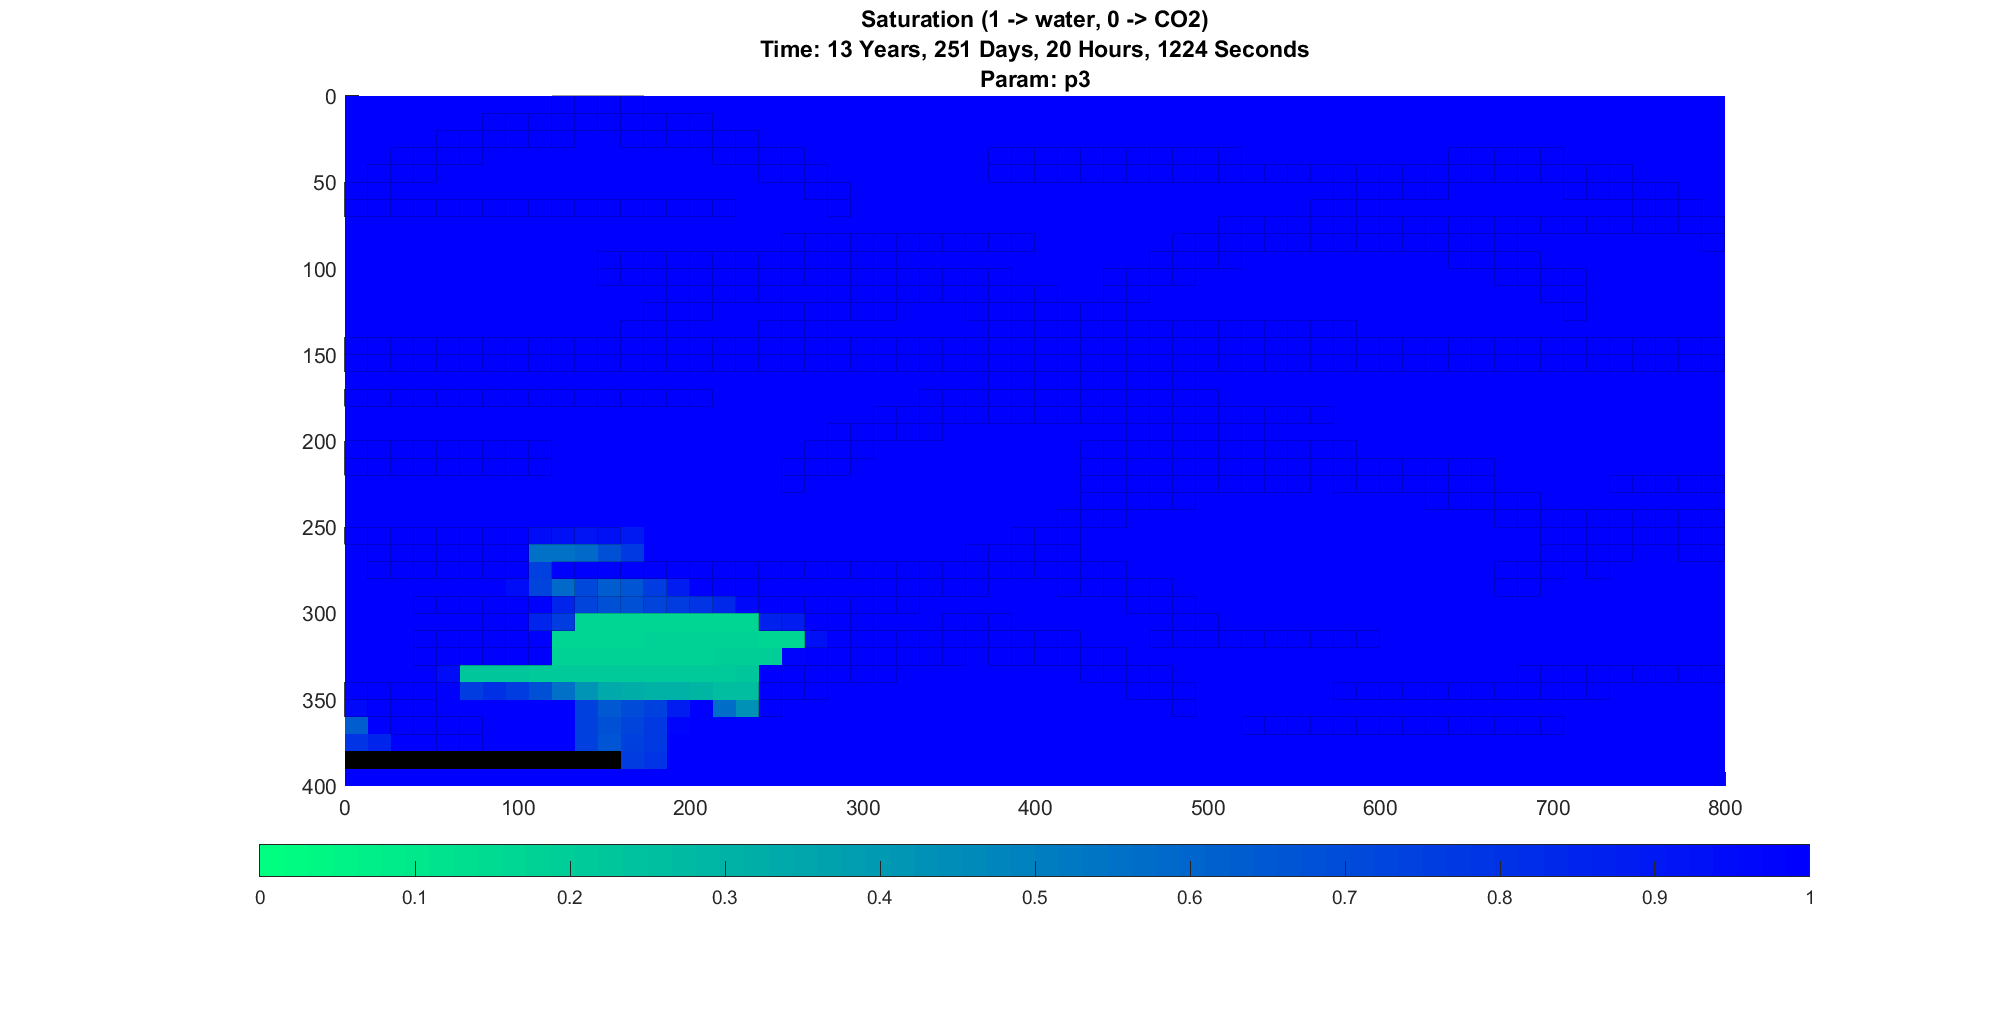 Saturation (1 -> water, 0 -> CO2)
Time: 13 Years, 251 Days, 20 Hours, 1224 Seconds
Param: p3
0
50
100
150
200
250
300
350
400
0 100 200 300 400 500 600 700 800
0 0.1 0.2 0.3 0.4 0.5 0.6 0.7 0.8 0.9 1